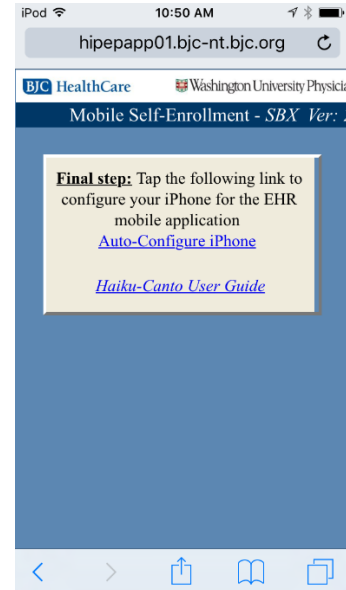 iPod 10:50 AM
hipepapp01.bjc-nt.bjc.org
BJC HealthCare Washington University Physicia
Mobile Self-Enrollment - SBX Ver:
Final step: Tap the following link to
configure your iPhone for the EHR
mobile application
Auto-Configure iPhone
Haiku-Canto User Guide